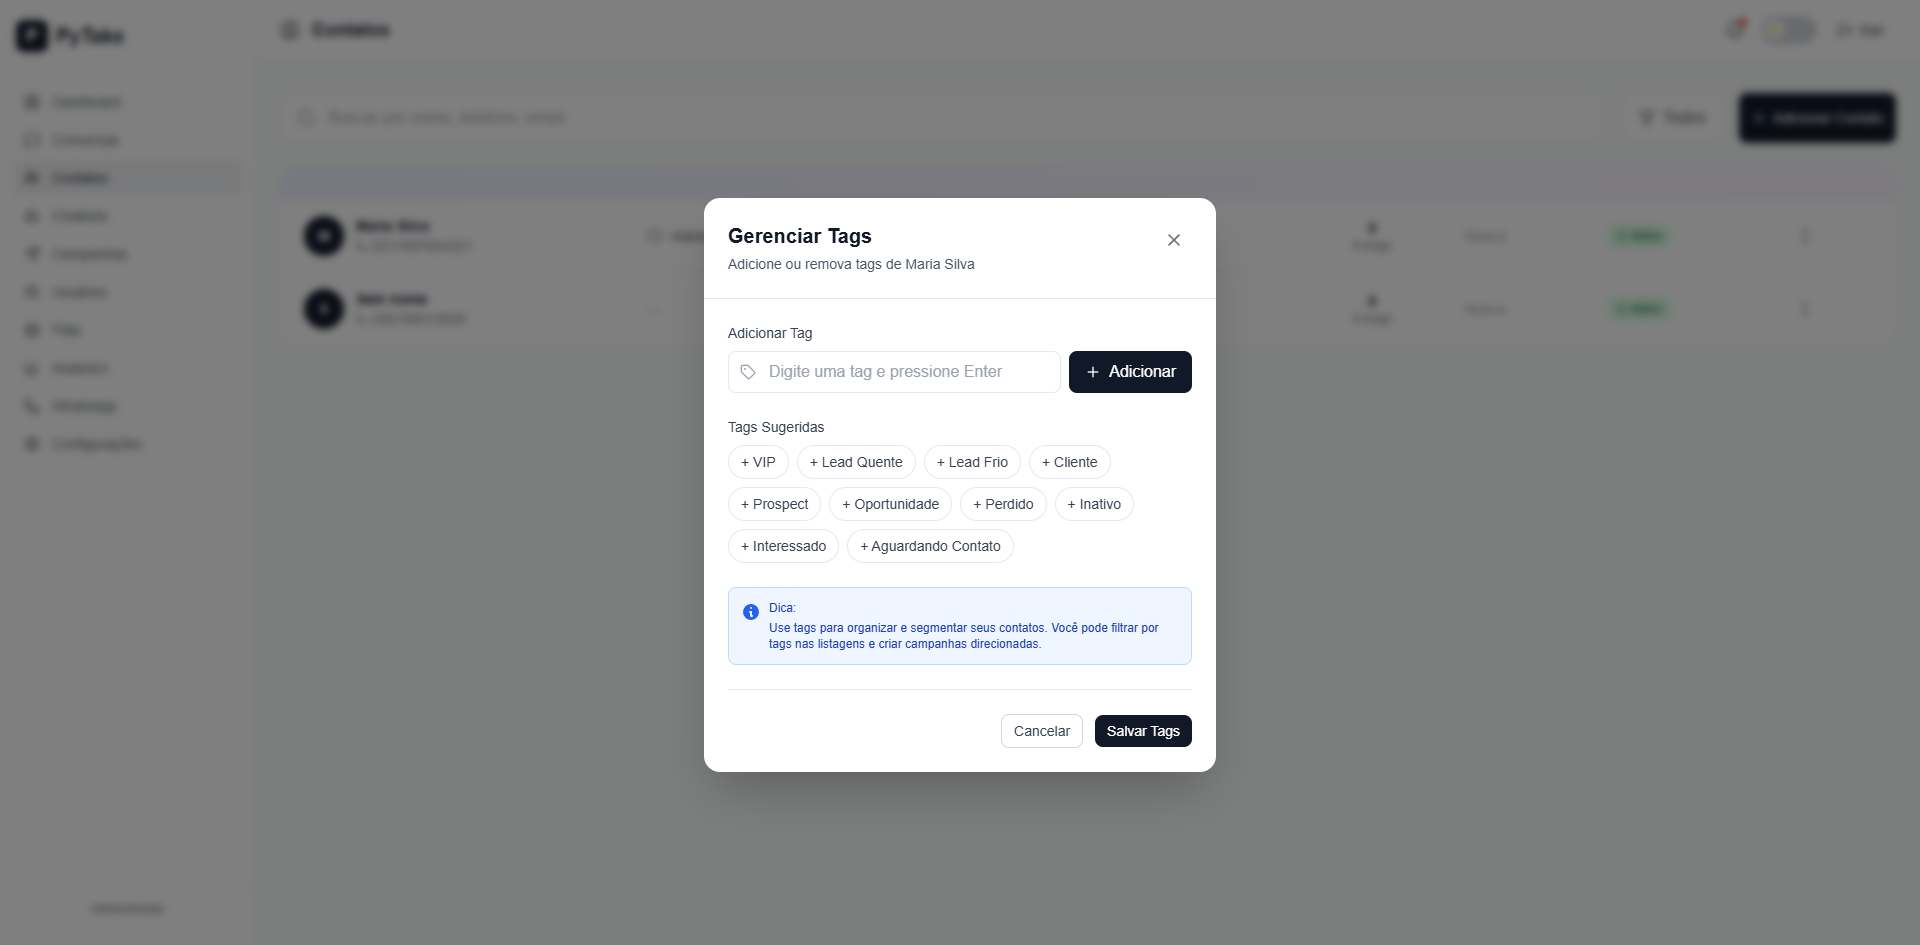 PyTake
Contatos
Sair
Dashboard
Conversas
Contatos
Chatbots
Campanhas
Usuários
Filas
Analytics
WhatsApp
Configurações
Buscar por nome, telefone, email...
Todos
+ Adicionar Contato
Maria Silva
Sem nome
Gerenciar Tags
Adicione ou remova tags de Maria Silva
Adicionar Tag
Digite uma tag e pressione Enter
+ Adicionar
Tags Sugeridas
+ VIP + Lead Quente + Lead Frio + Cliente
+ Prospect + Oportunidade + Perdido + Inativo
+ Interessado + Aguardando Contato
Dica:
Use tags para organizar e segmentar seus contatos. Você pode filtrar por
tags nas listagens e criar campanhas direcionadas.
Cancelar
Salvar Tags